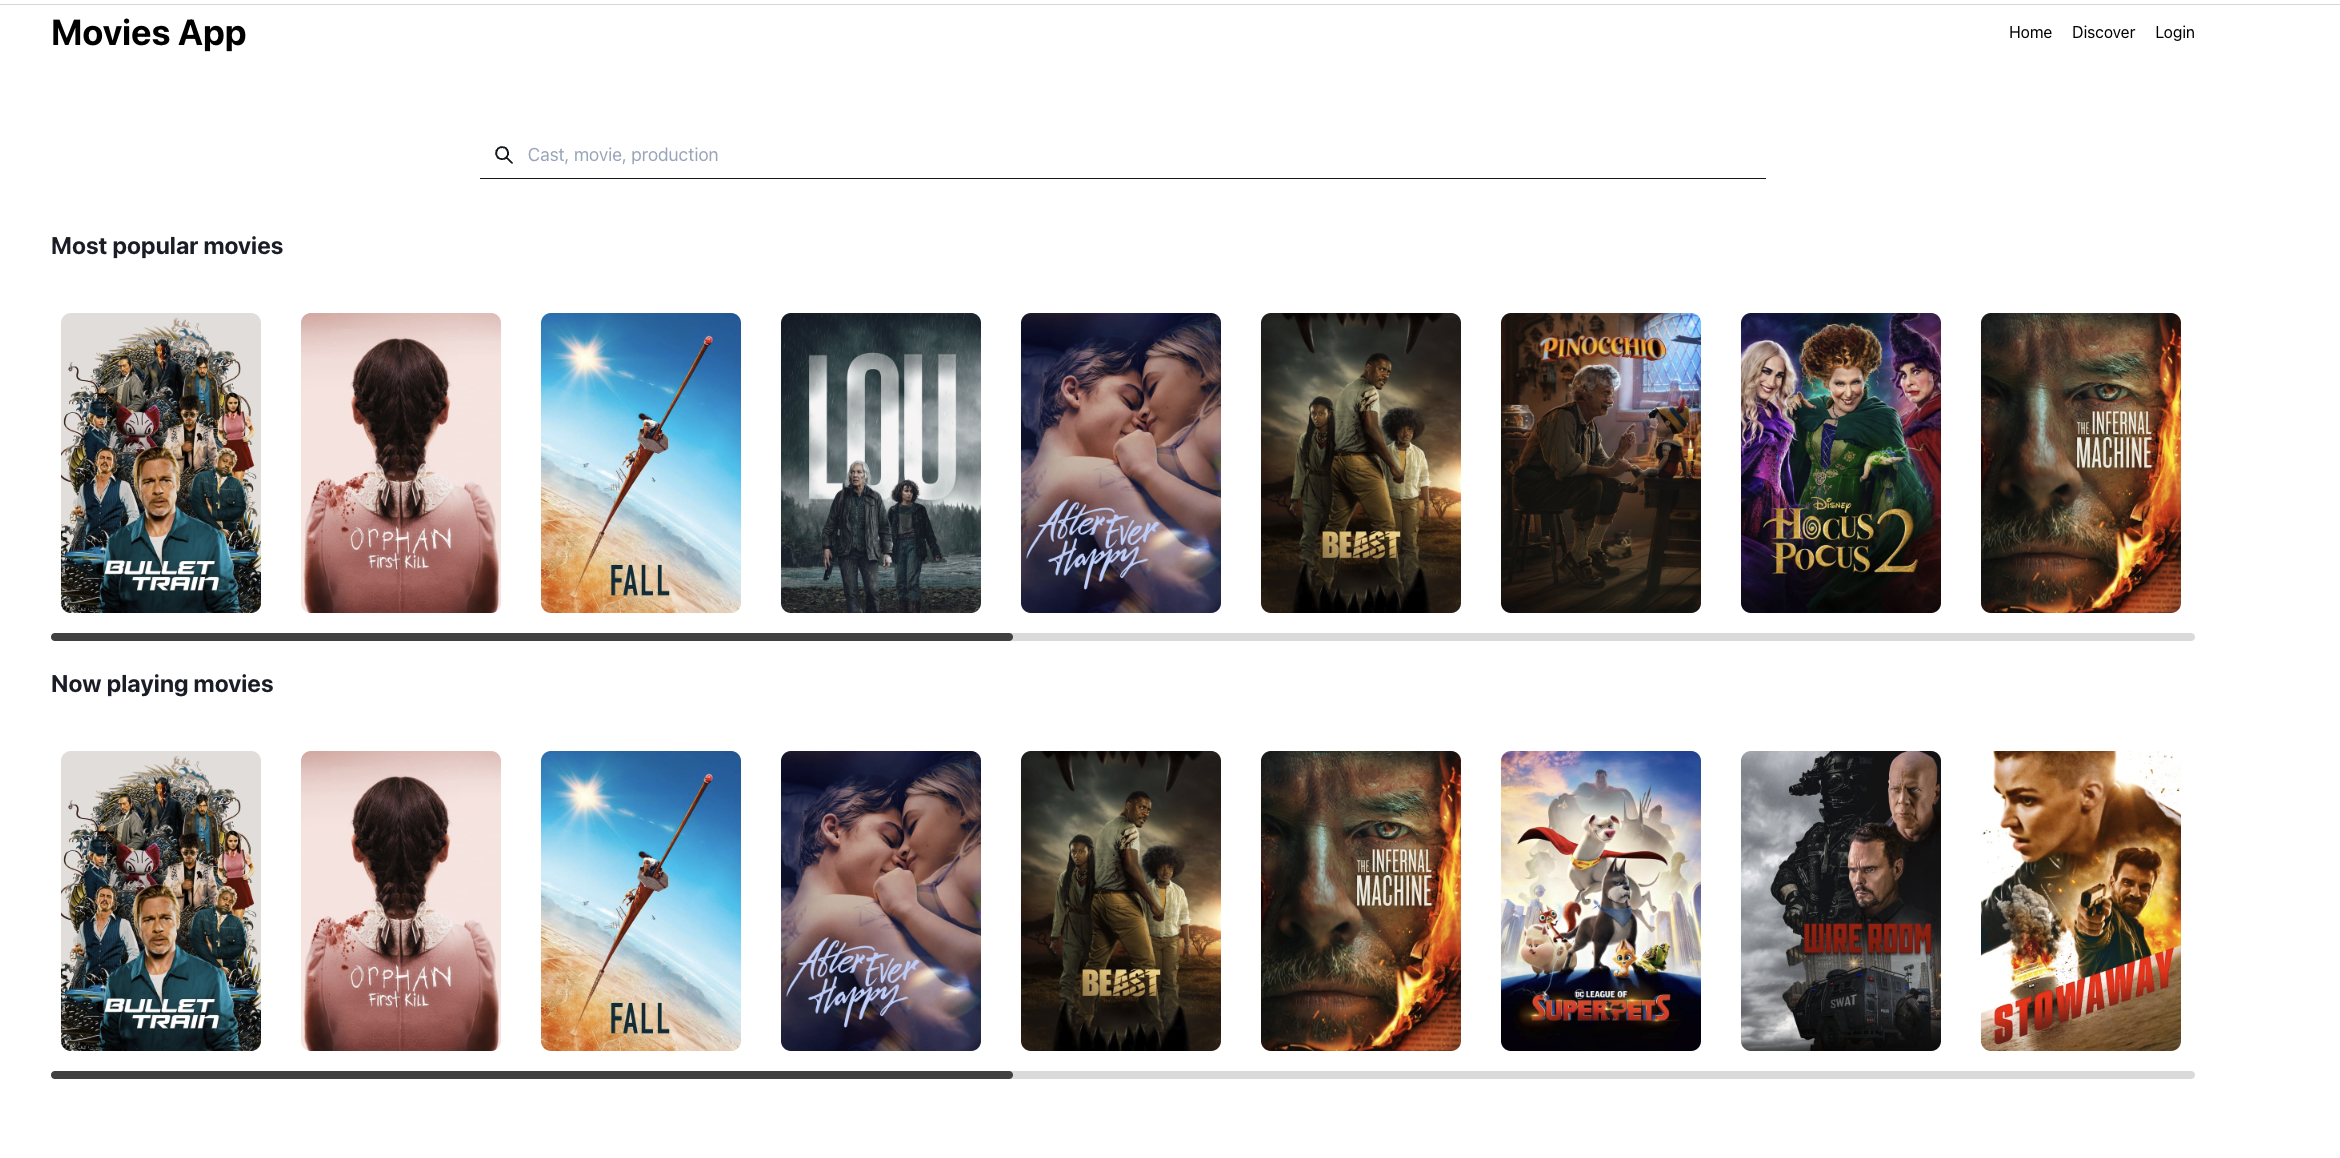 Movies App
Home Discover Login
Cast, movie, production
Most popular movies
BULLET
TRAIN
ORPHAN
First Kill
FALL
LOU
After Ever
Happy
BEAST
PINOCCHIO
Disney
HOCUS
POCUS 2
THE INFERNAL
MACHINE
Now playing movies
BULLET
TRAIN
ORPHAN
First Kill
FALL
After Ever
Happy
BEAST
THE INFERNAL
MACHINE
DC LEAGUE OF
SUPER-PETS
WIRE ROOM
SWAT
STOWAWAY